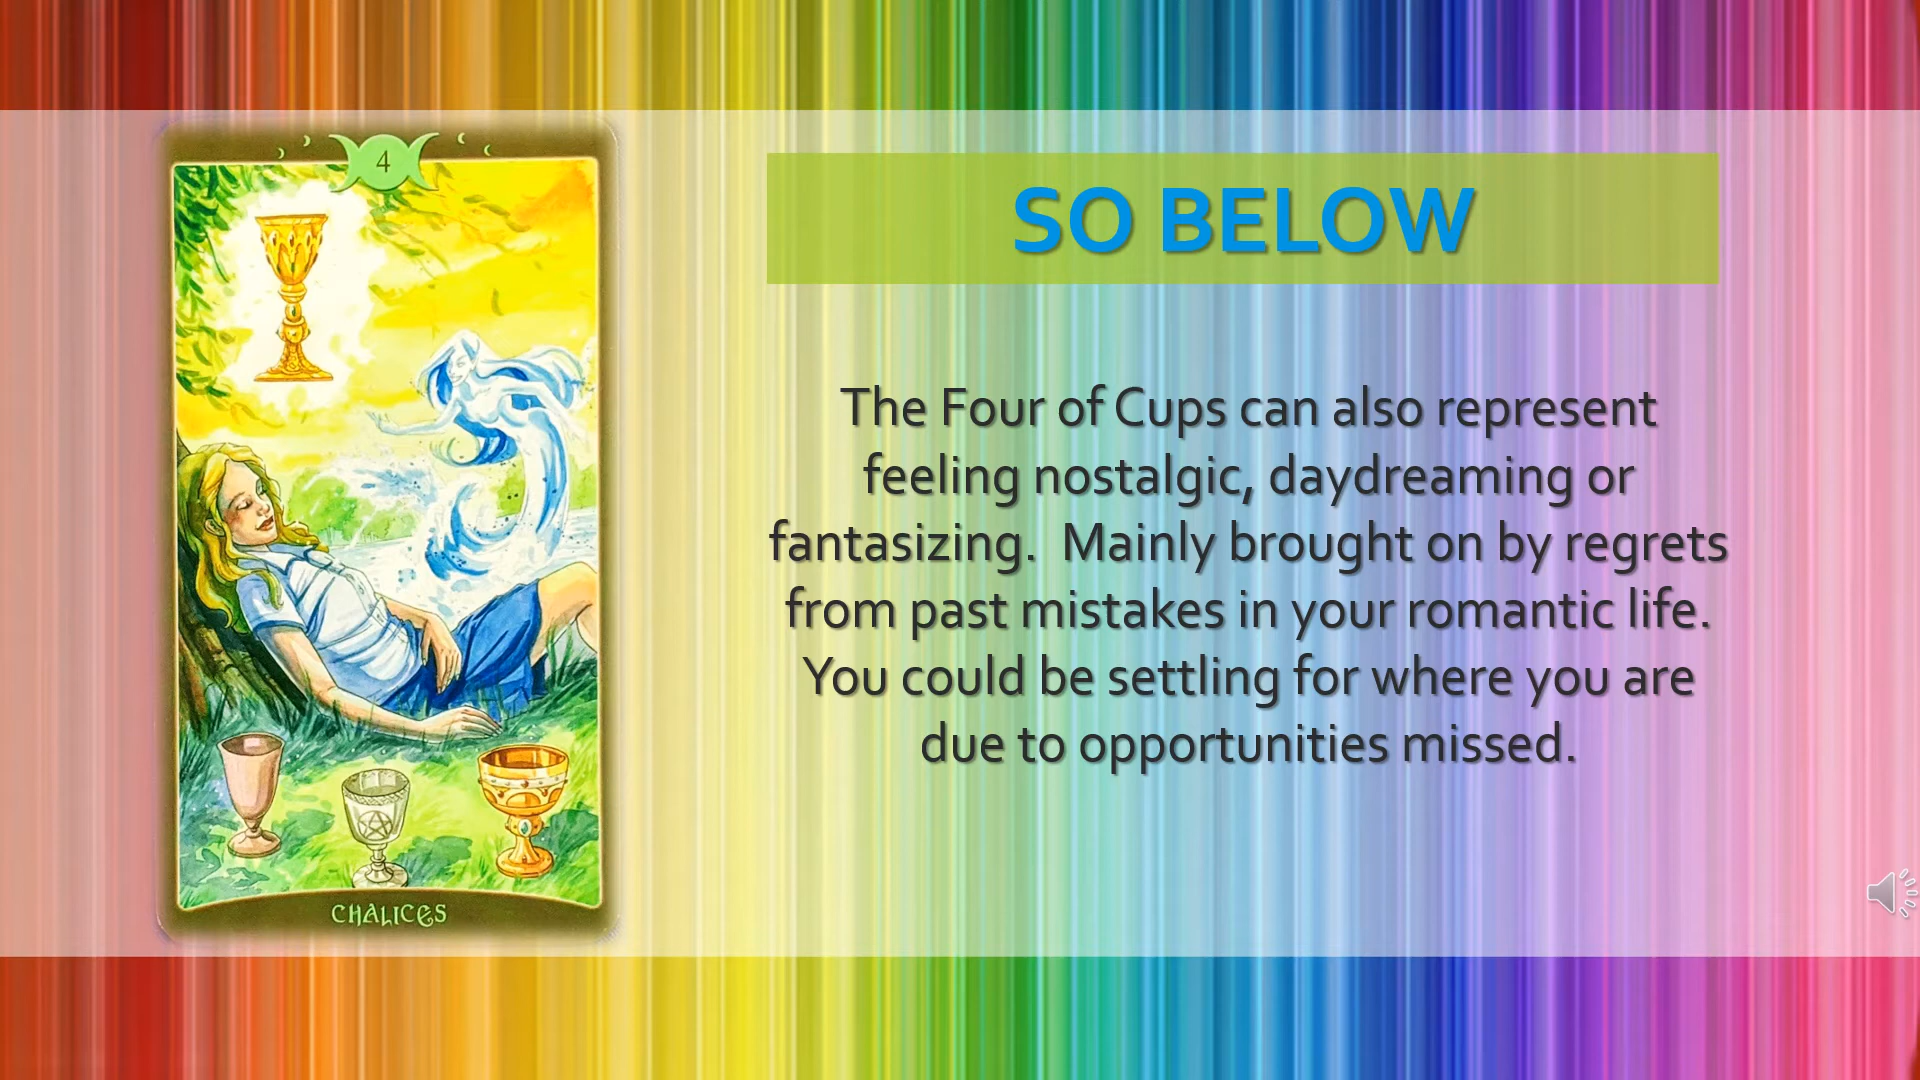 4
CHALICES
SO BELOW
The Four of Cups can also represent
feeling nostalgic, daydreaming or
fantasizing.  Mainly brought on by regrets
from past mistakes in your romantic life.
You could be settling for where you are
due to opportunities missed.